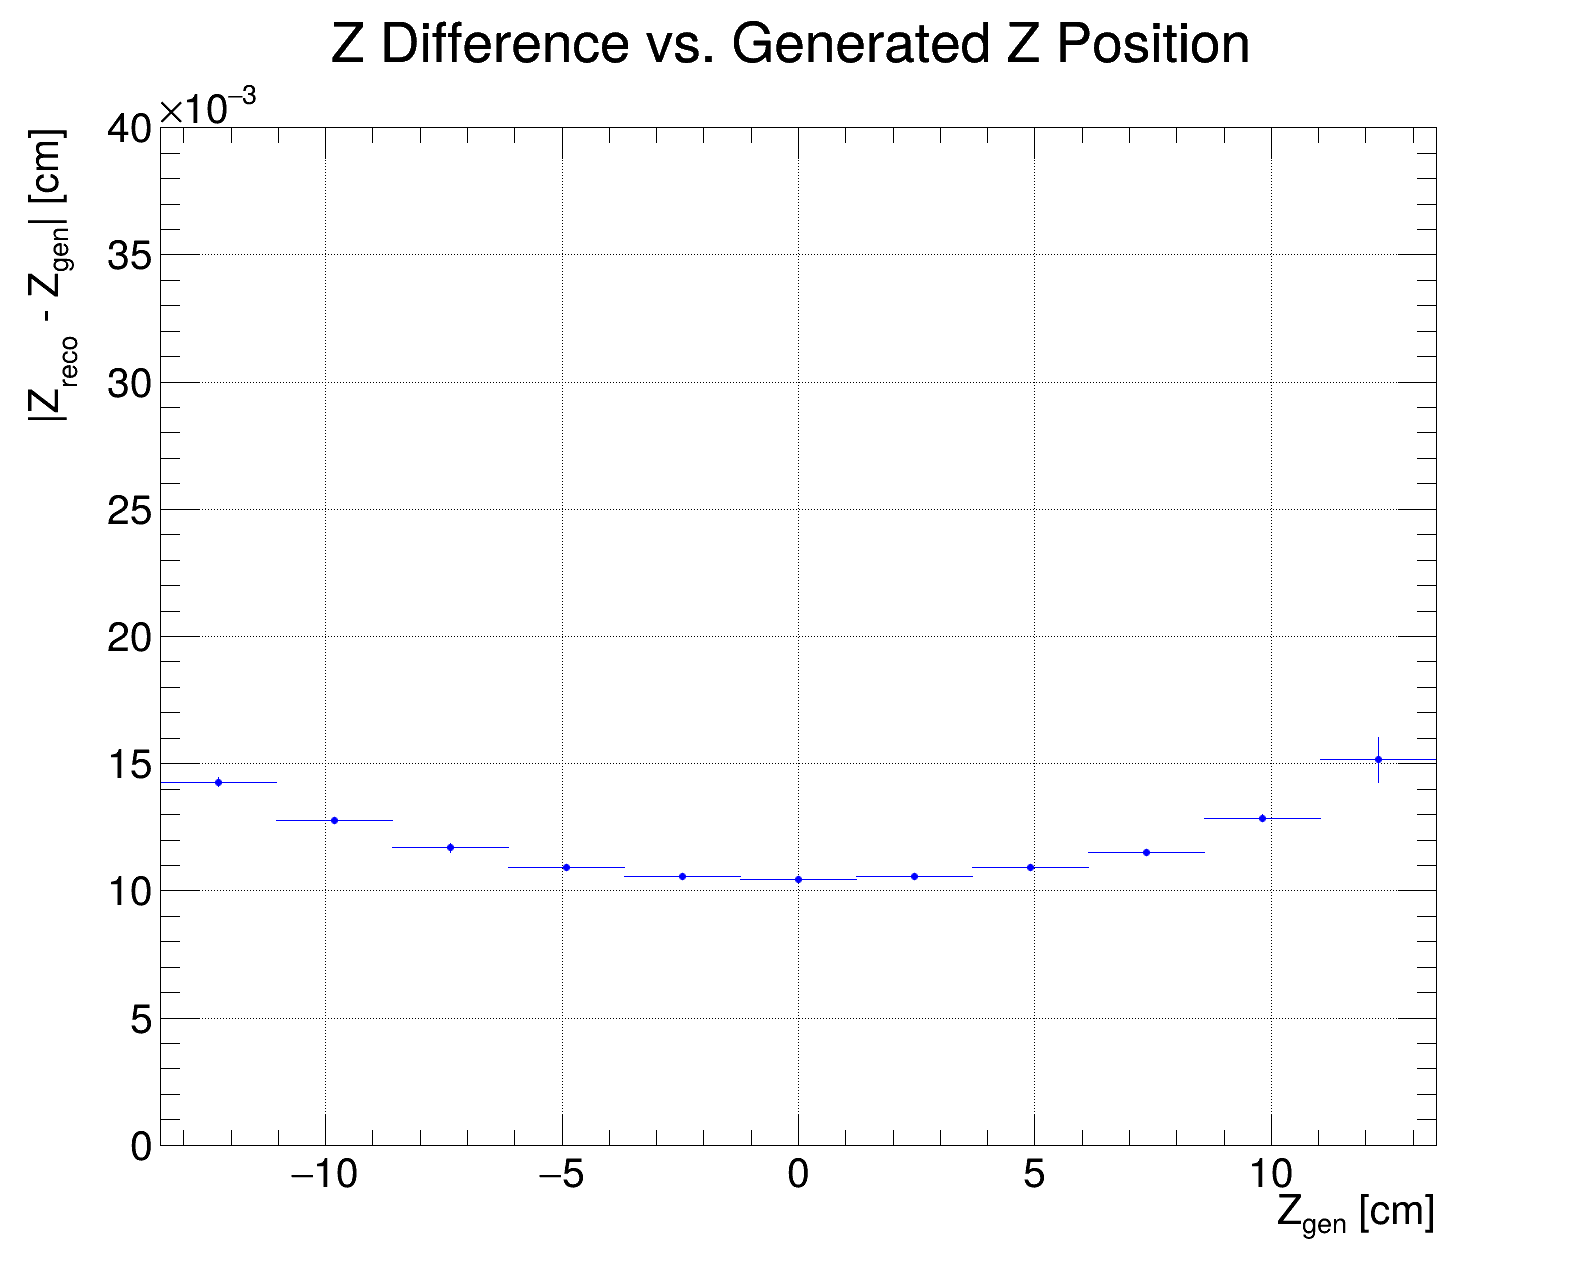 Z Difference vs. Generated Z Position
×10⁻³
|Z_reco - Z_gen| [cm]
40
35
30
25
20
15
10
5
0
−10 −5 0 5 10
Z_gen [cm]